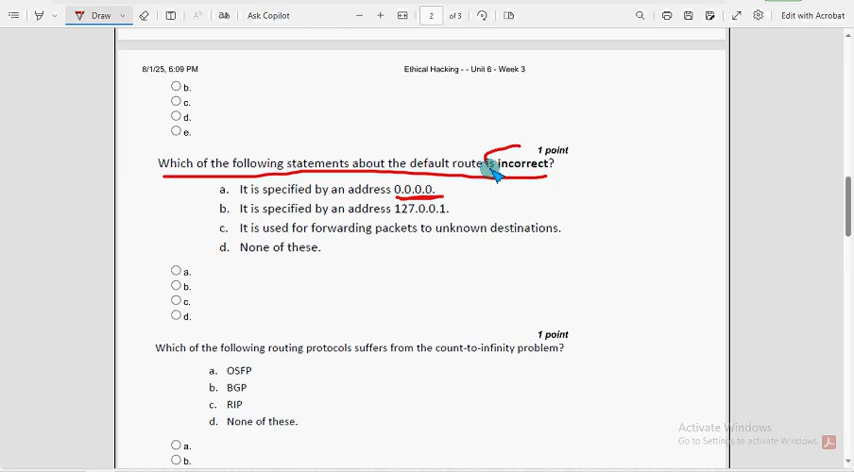 Draw
Ask Copilot
2 of 3
Edit with Acrobat
8/1/25, 6:09 PM
Ethical Hacking - - Unit 6 - Week 3
b.
c.
d.
e.
1 point
Which of the following statements about the default route is incorrect?
a. It is specified by an address 0.0.0.0.
b. It is specified by an address 127.0.0.1.
c. It is used for forwarding packets to unknown destinations.
d. None of these.
a.
b.
c.
d.
1 point
Which of the following routing protocols suffers from the count-to-infinity problem?
a. OSFP
b. BGP
c. RIP
d. None of these.
a.
b.
Activate Windows
Go to Settings to activate Windows.